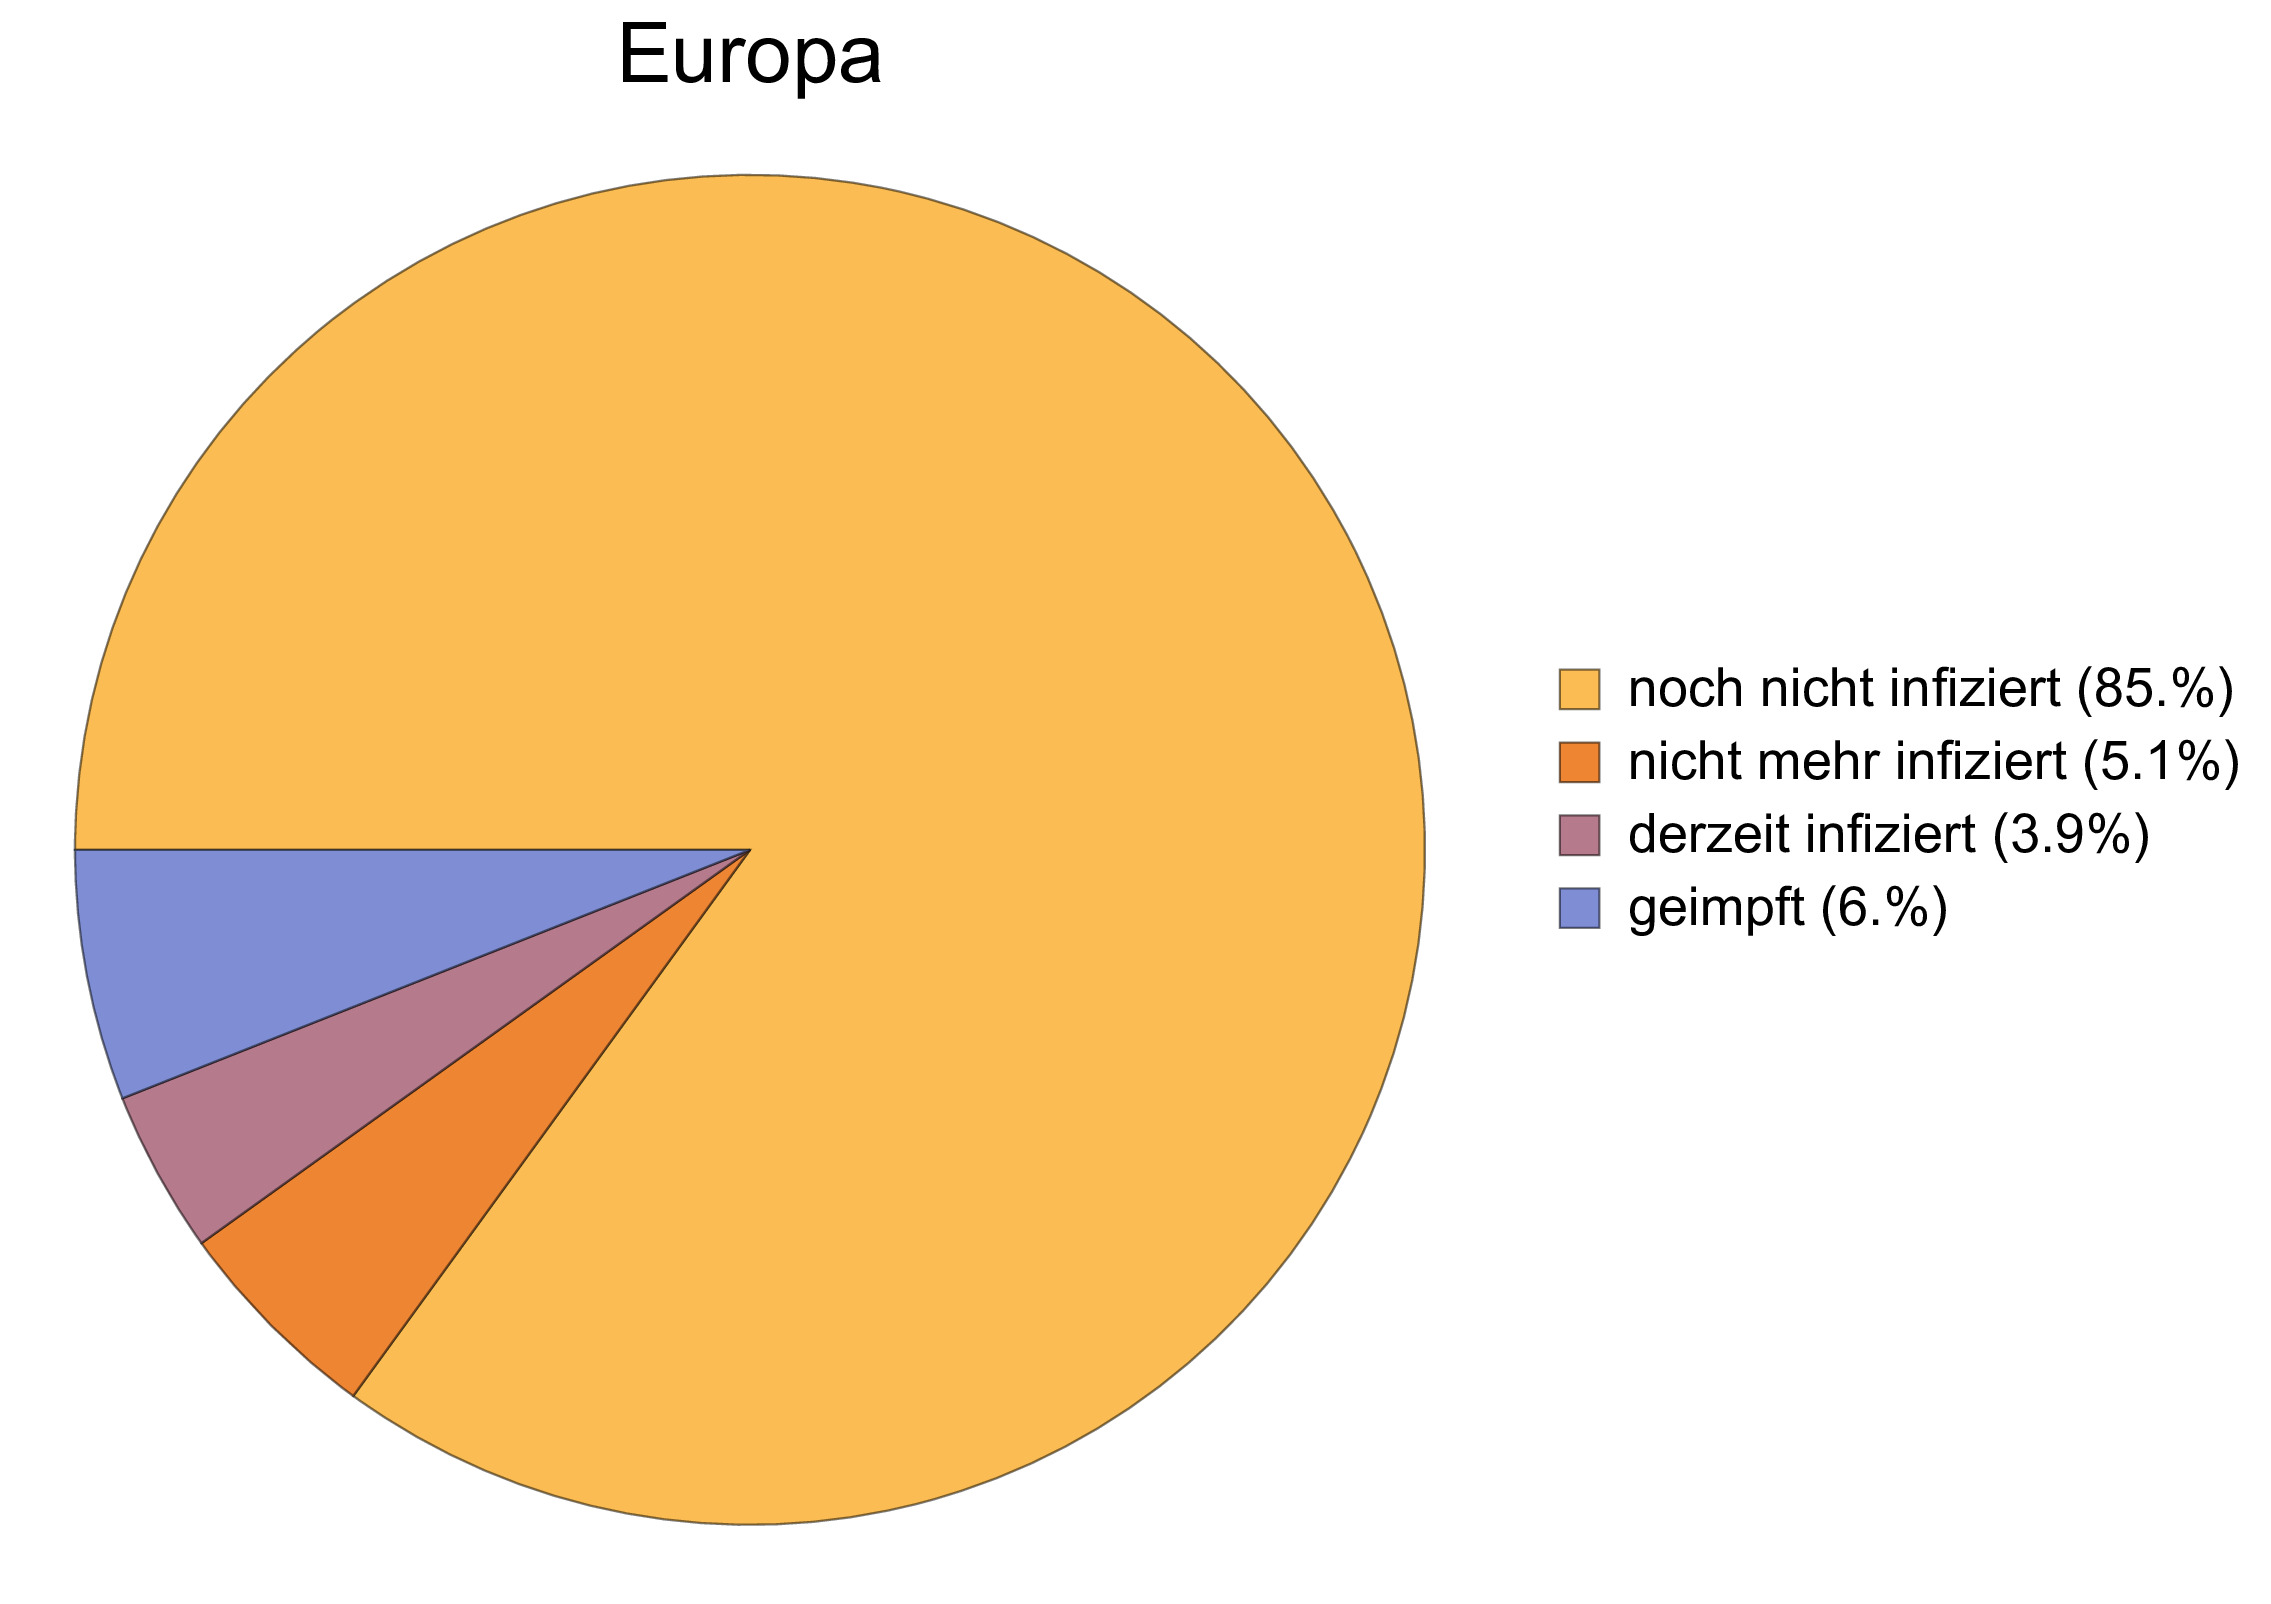 Europa
noch nicht infiziert (85.%)
nicht mehr infiziert (5.1%)
derzeit infiziert (3.9%)
geimpft (6.%)